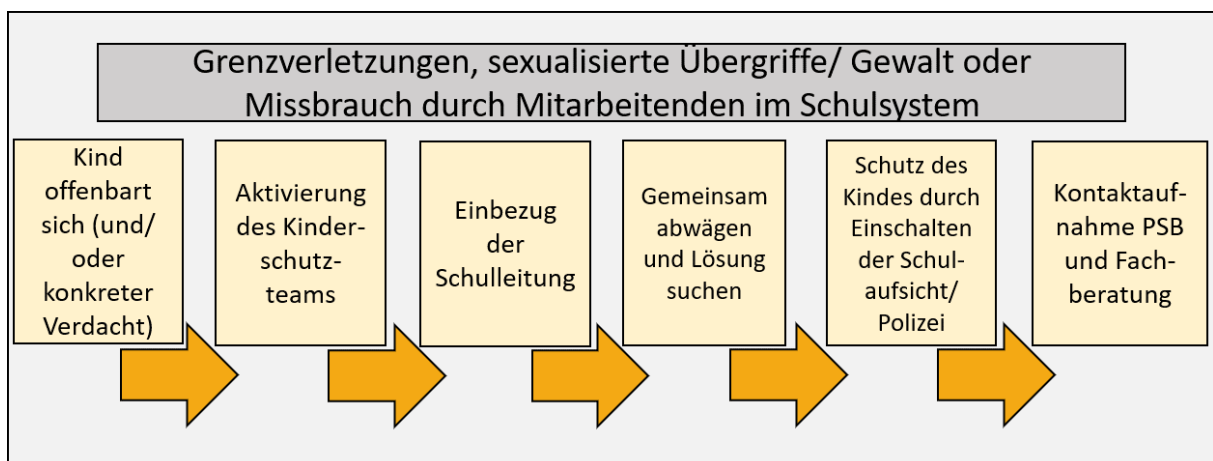 Grenzverletzungen, sexualisierte Übergriffe/ Gewalt oder
Missbrauch durch Mitarbeitenden im Schulsystem
Kind
offenbart
sich (und/
oder
konkreter
Verdacht)
Aktivierung
des Kinder-
schutz-
teams
Einbezug
der
Schulleitung
Gemeinsam
abwägen
und Lösung
suchen
Schutz des
Kindes durch
Einschalten
der Schul-
aufsicht/
Polizei
Kontaktauf-
nahme PSB
und Fach-
beratung